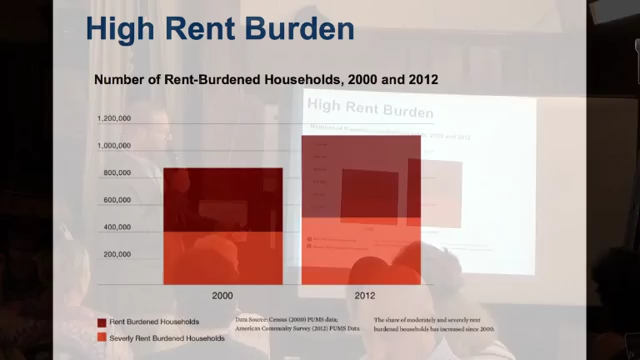 High Rent Burden
Number of Rent-Burdened Households, 2000 and 2012
1,200,000
1,000,000
800,000
600,000
400,000
200,000
2000
2012
Rent Burdened Households
Severly Rent Burdened Households
Data Source: Census (2000) PUMS data;
American Community Survey (2012) PUMS Data
The share of moderately and severely rent
burdened households has increased since 2000.
High Rent Burden